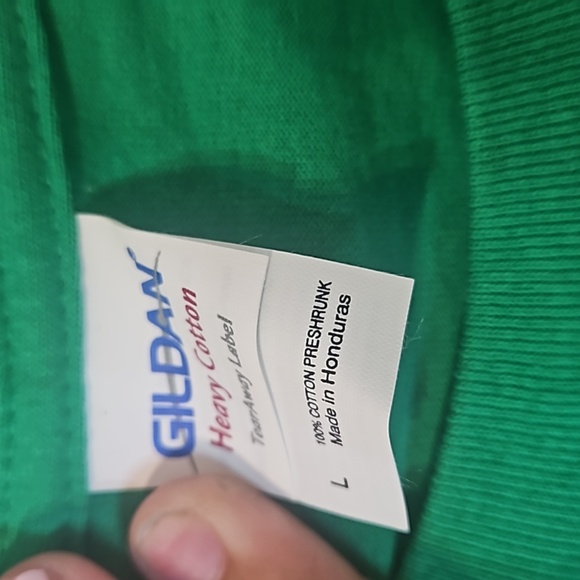 GILDAN
Heavy Cotton
TearAway Label
100% COTTON PRESHRUNK
Made in Honduras
L